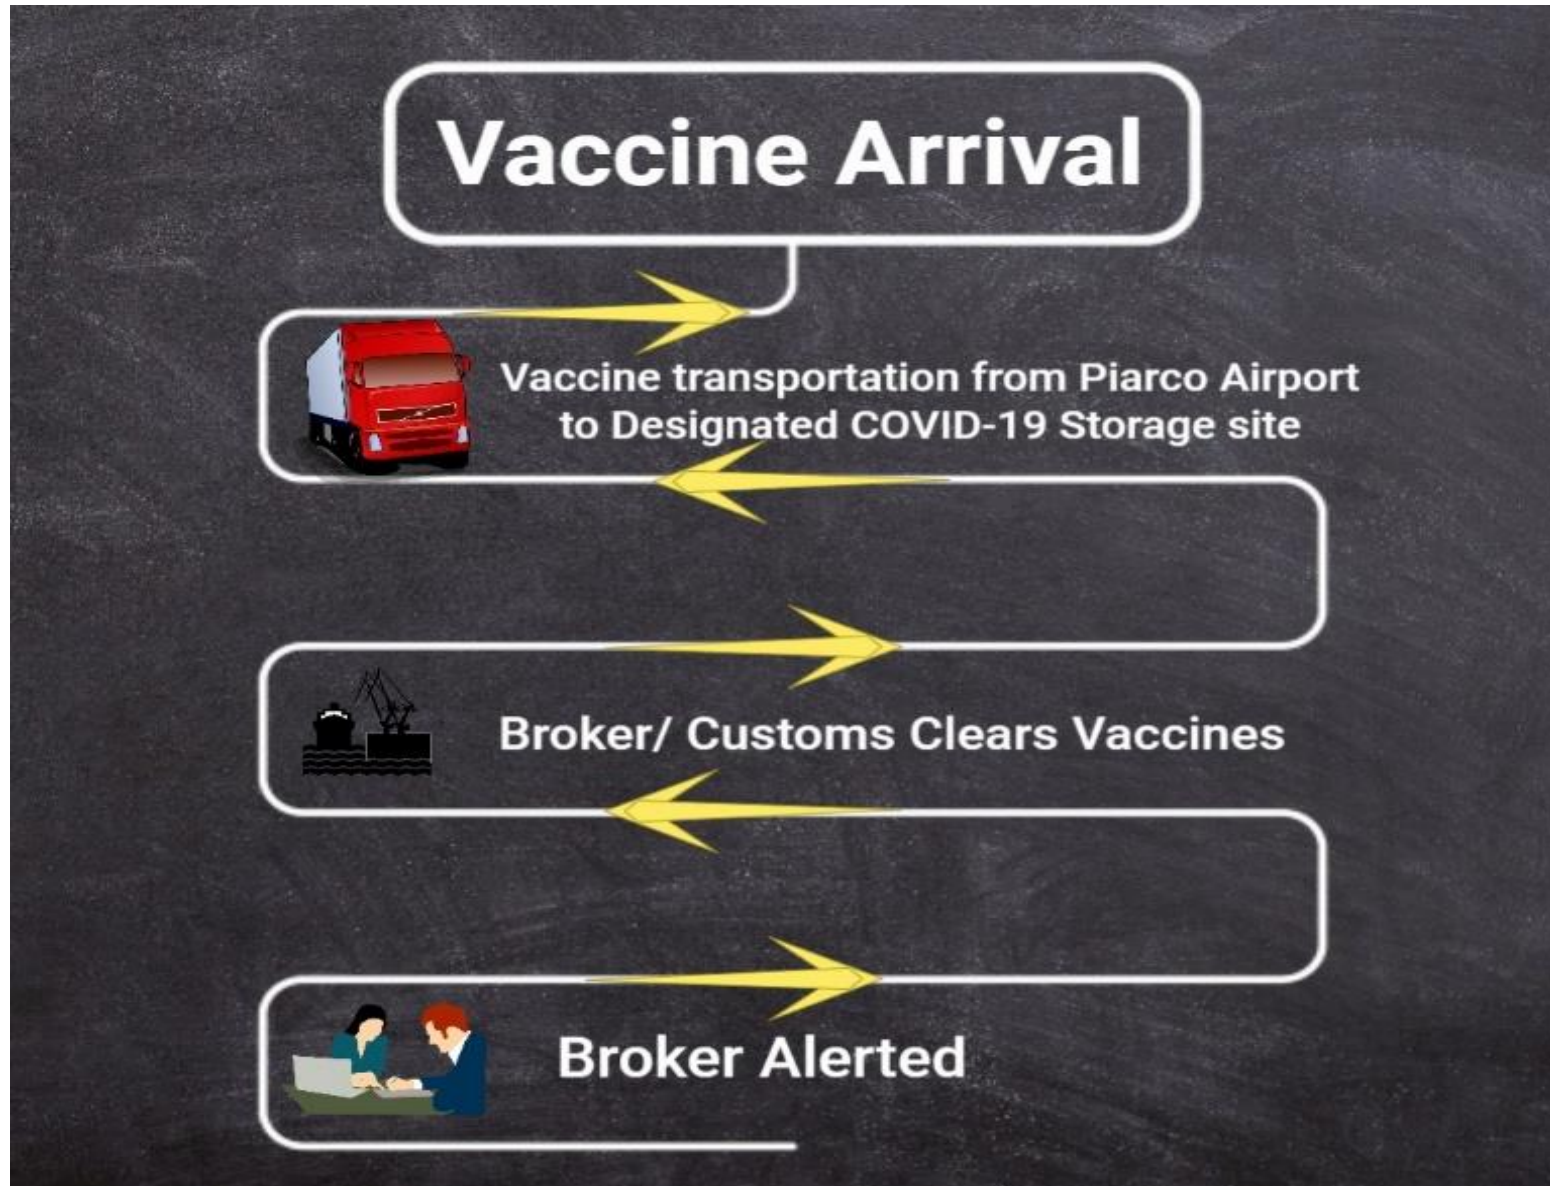 Vaccine Arrival
Vaccine transportation from Piarco Airport
to Designated COVID-19 Storage site
Broker/ Customs Clears Vaccines
Broker Alerted